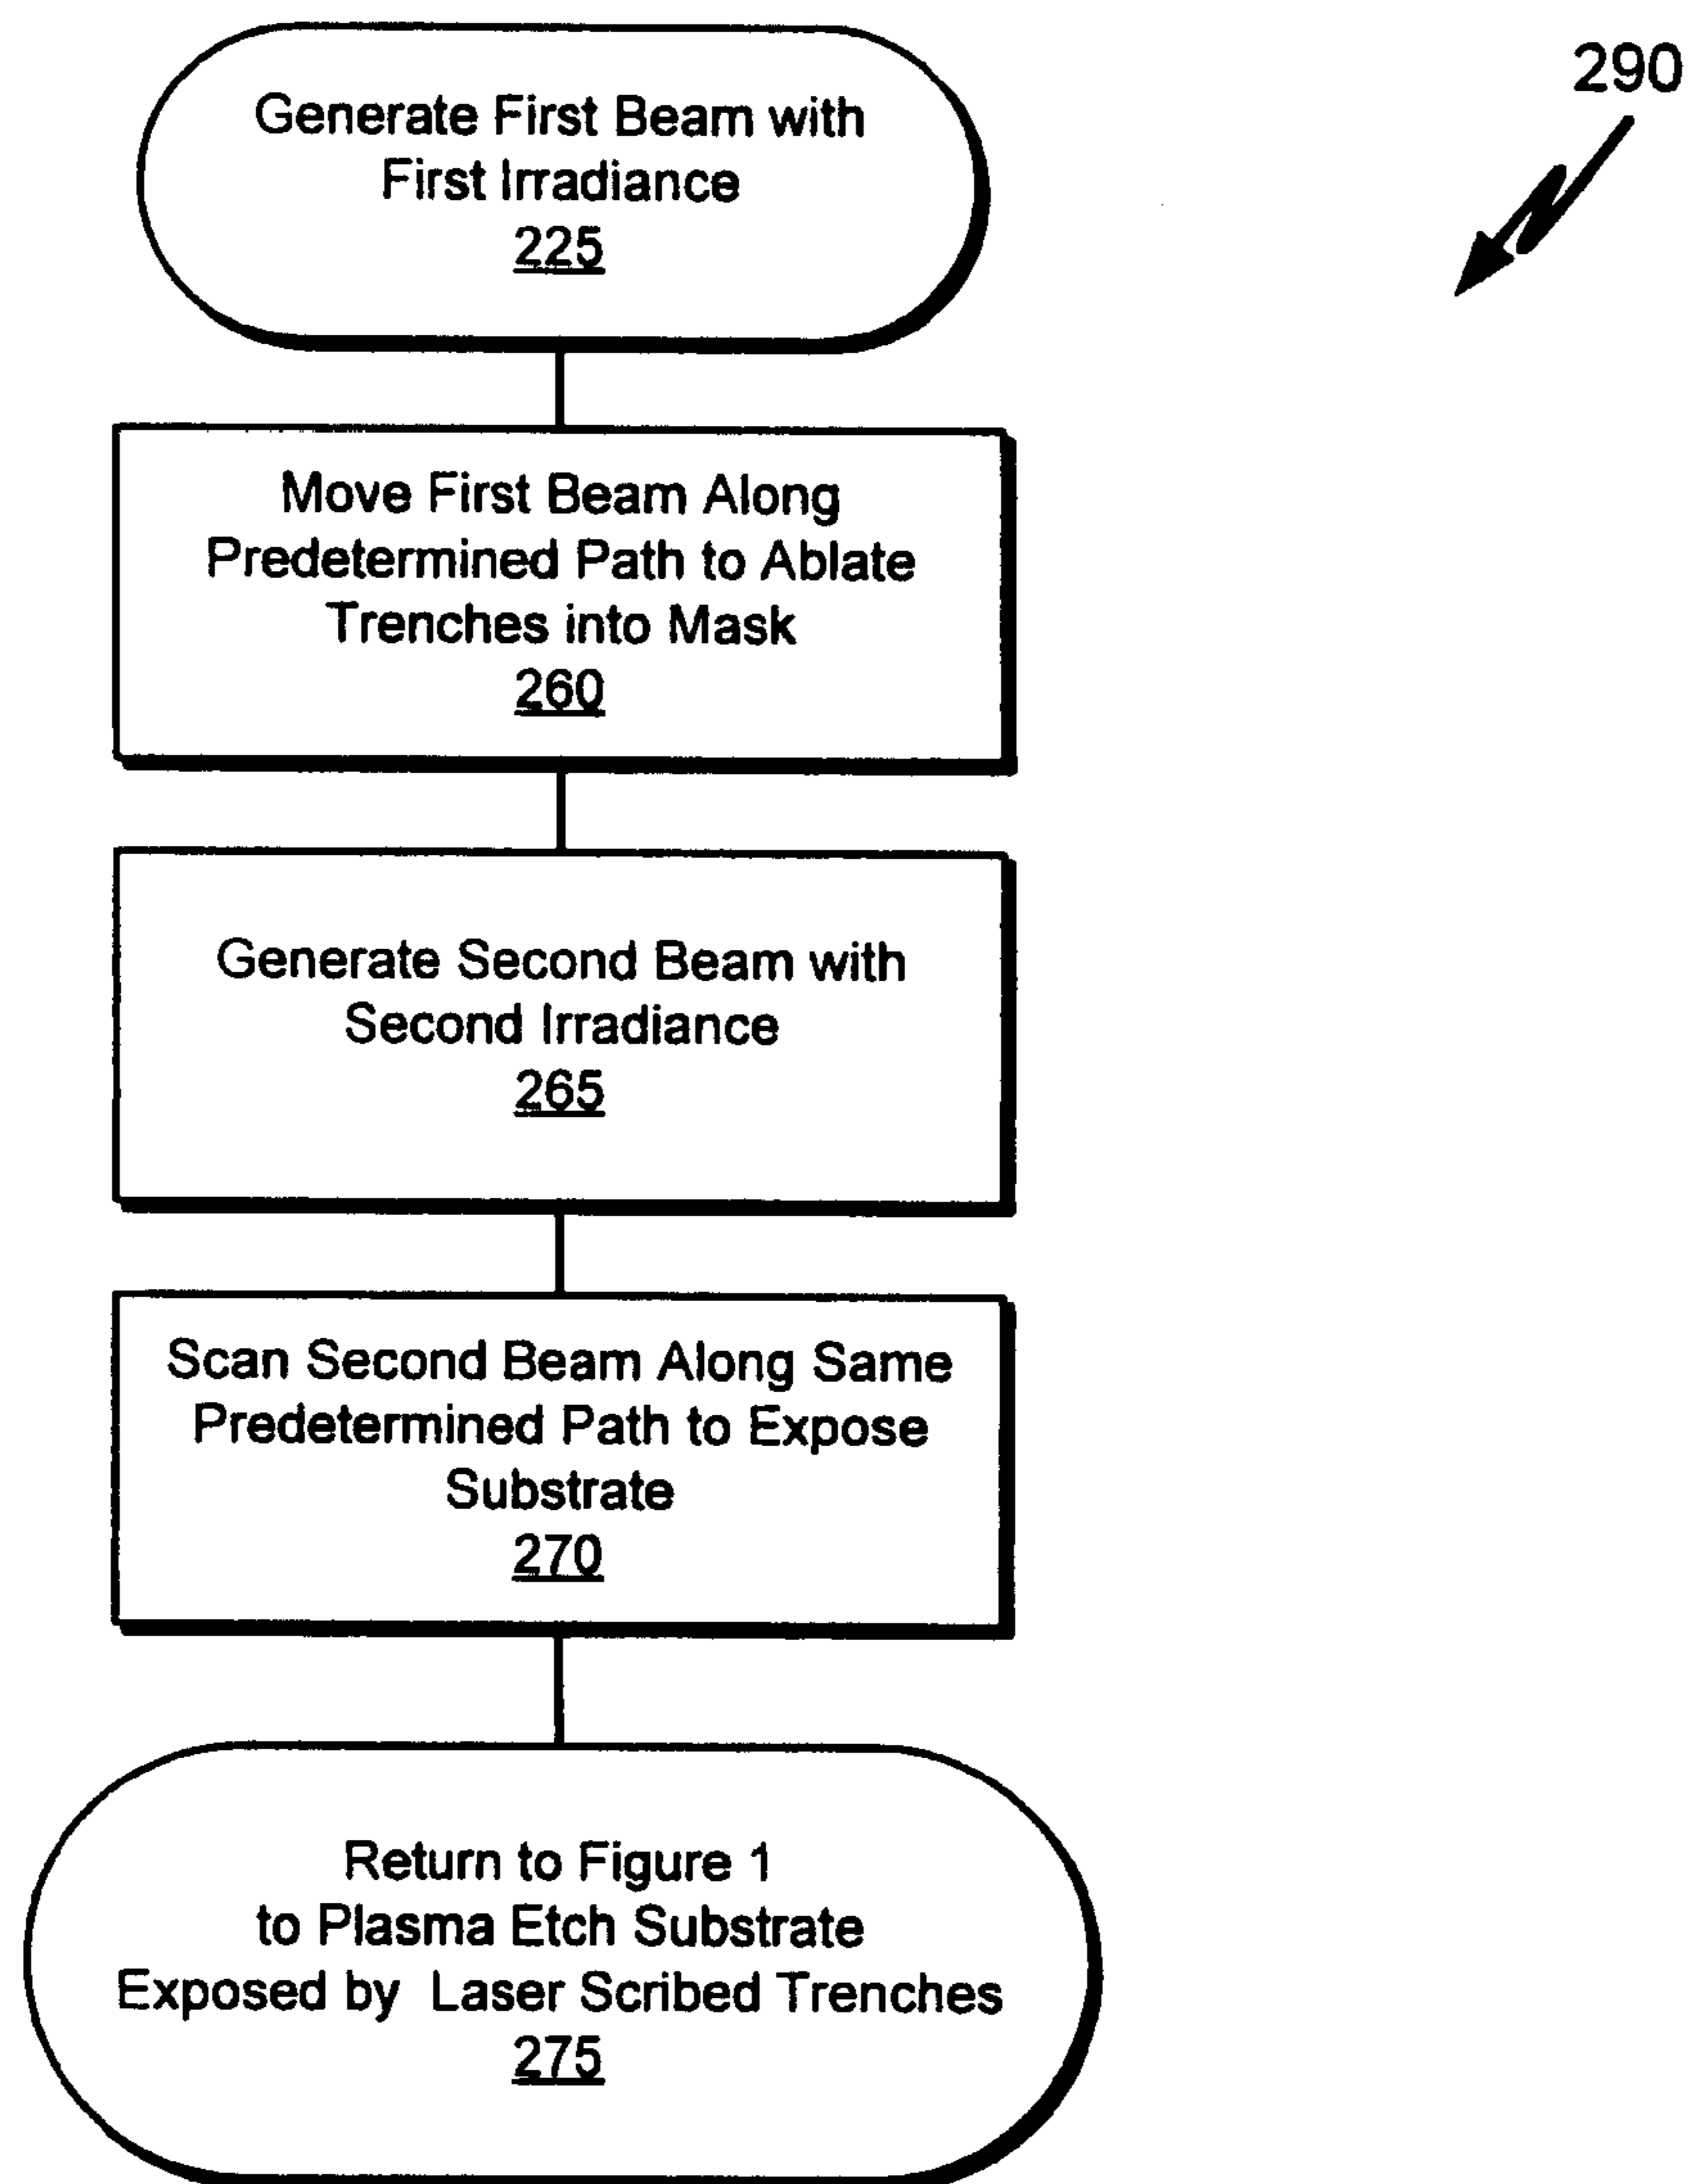 290
Generate First Beam with
First Irradiance
225
Move First Beam Along
Predetermined Path to Ablate
Trenches into Mask
260
Generate Second Beam with
Second Irradiance
265
Scan Second Beam Along Same
Predetermined Path to Expose
Substrate
270
Return to Figure 1
to Plasma Etch Substrate
Exposed by Laser Scribed Trenches
275